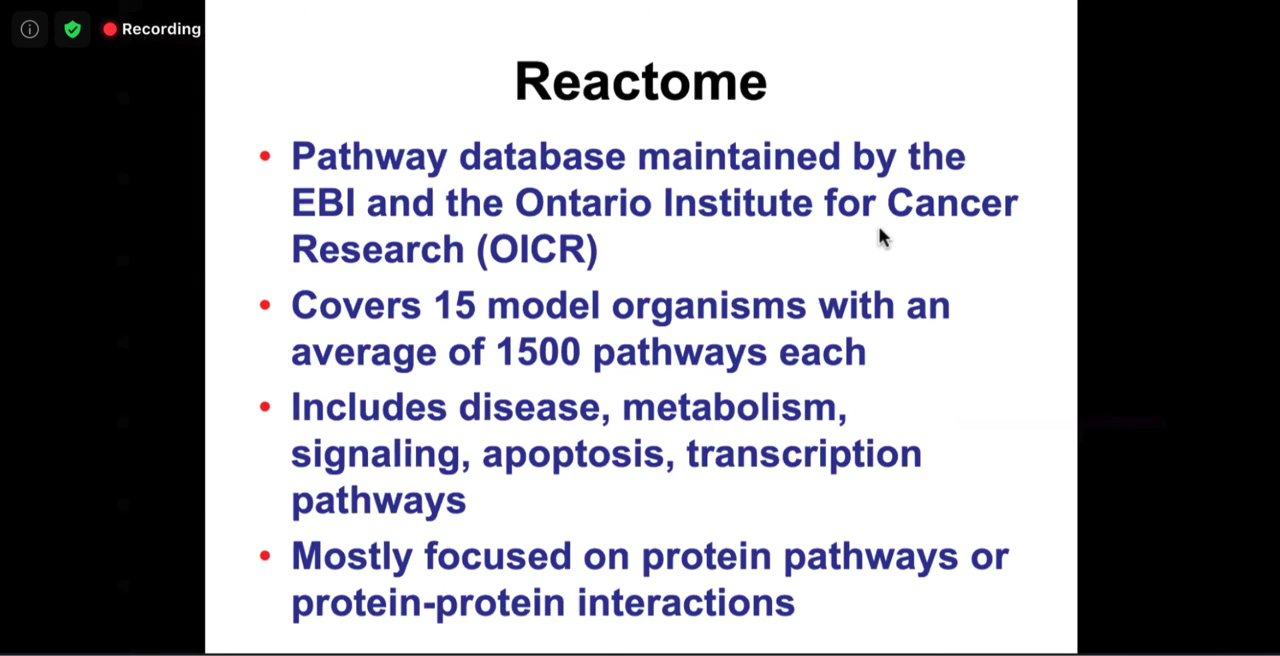 Recording
Reactome
• Pathway database maintained by the
EBI and the Ontario Institute for Cancer
Research (OICR)
• Covers 15 model organisms with an
average of 1500 pathways each
• Includes disease, metabolism,
signaling, apoptosis, transcription
pathways
• Mostly focused on protein pathways or
protein-protein interactions